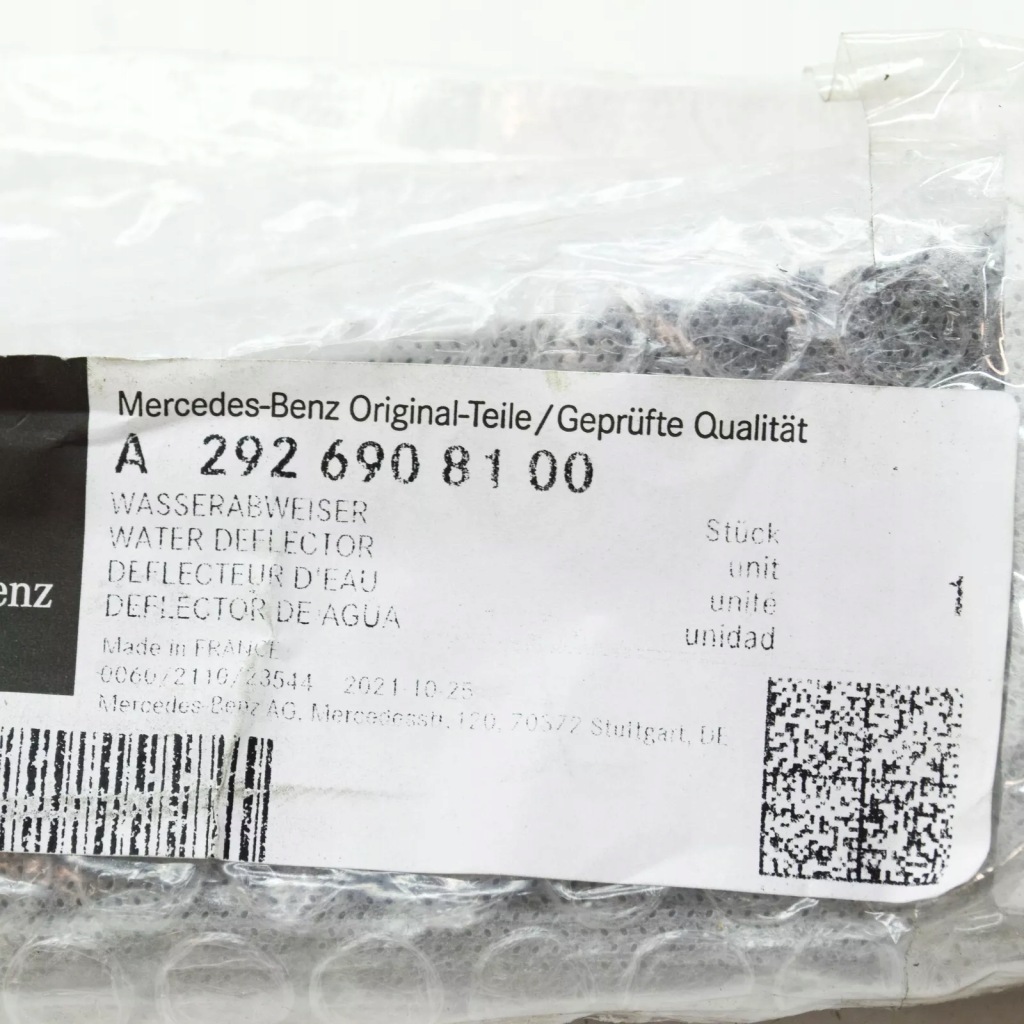 Mercedes-Benz Original-Teile/Geprüfte Qualität
A 292 690 81 00
WASSERABWEISER
WATER DEFLECTOR
DEFLECTEUR D'EAU
DEFLECTOR DE AGUA
Stück
unit
unité
unidad
1
enz
Made in FRANCE
0060/2110/23544 2021-10-25
Mercedes-Benz AG, Mercedesstr. 120, 70372 Stuttgart, DE